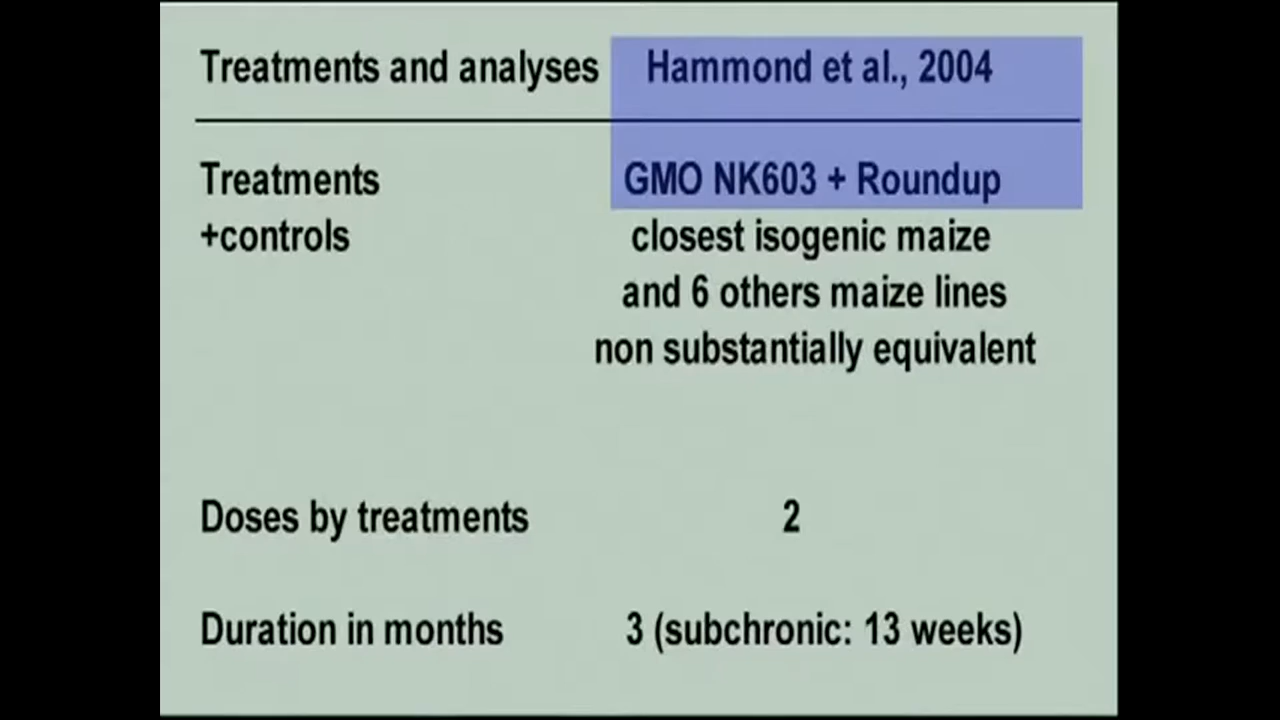 Treatments and analyses Hammond et al., 2004
Treatments GMO NK603 + Roundup
+controls closest isogenic maize
and 6 others maize lines
non substantially equivalent
Doses by treatments 2
Duration in months 3 (subchronic: 13 weeks)